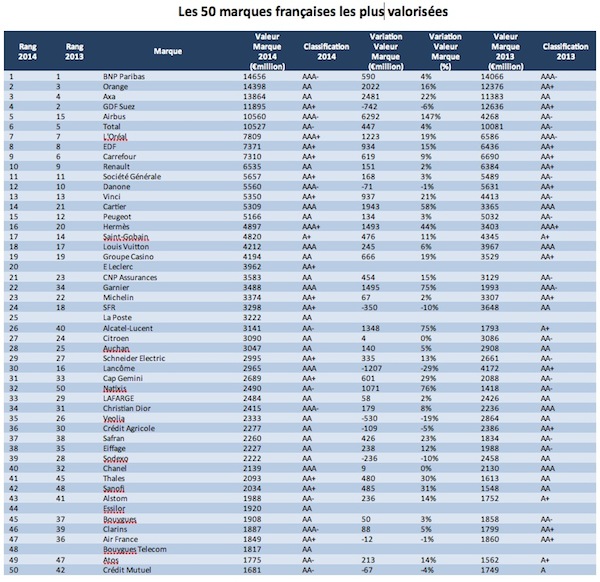 Les 50 marques françaises les plus valorisées
Rang 2014 Rang 2013 Marque Valeur Marque 2014 (€million) Classification 2014 Variation Valeur Marque (€million) Variation Valeur Marque (%) Valeur Marque 2013 (€million) Classification 2013
1 1 BNP Paribas 14656 AAA- 590 4% 14066 AAA-
2 3 Orange 14398 AA 2022 16% 12376 AA+
3 4 Axa 13864 AA 2481 22% 11383 AA
4 2 GDF Suez 11895 AA+ -742 -6% 12636 AA+
5 15 Airbus 10560 AAA- 6292 147% 4268 AA-
6 5 Total 10527 AA- 447 4% 10081 AA-
7 7 L'Oréal 7809 AAA+ 1223 19% 6586 AAA-
8 8 EDF 7371 AA+ 934 15% 6436 AA+
9 6 Carrefour 7310 AA+ 619 9% 6690 AA+
10 9 Renault 6535 AA 151 2% 6384 AA+
11 11 Société Générale 5657 AA+ 168 3% 5489 AA-
12 10 Danone 5560 AAA- -71 -1% 5631 AA+
13 13 Vinci 5350 AA+ 937 21% 4413 AA-
14 21 Cartier 5309 AAA 1943 58% 3365 AAA
15 12 Peugeot 5166 AA 134 3% 5032 AA-
16 20 Hermès 4897 AAA+ 1493 44% 3403 AAA+
17 14 Saint-Gobain 4820 A+ 476 11% 4345 A+
18 17 Louis Vuitton 4212 AAA 245 6% 3967 AAA
19 19 Groupe Casino 4194 AA 666 19% 3529 AA+
20 E Leclerc 3962 AA+
21 23 CNP Assurances 3583 AA 454 15% 3129 AA-
22 34 Garnier 3488 AAA 1495 75% 1993 AAA-
23 22 Michelin 3374 AA+ 67 2% 3307 AA+
24 18 SFR 3298 AA+ -350 -10% 3648 AA
25 La Poste 3222 AA
26 40 Alcatel-Lucent 3141 AA- 1348 75% 1793 A+
27 24 Citroen 3090 AA 4 0% 3086 AA-
28 25 Auchan 3047 AA 140 5% 2908 AA
29 27 Schneider Electric 2995 AA+ 335 13% 2661 AA-
30 16 Lancôme 2965 AAA -1207 -29% 4172 AA+
31 33 Cap Gemini 2689 AA+ 601 29% 2088 AA-
32 50 Natixis 2490 AA- 1071 76% 1418 AA-
33 29 LAFARGE 2484 AA 58 2% 2426 AA
34 31 Christian Dior 2415 AAA- 179 8% 2236 AAA
35 26 Veolia 2333 AA -530 -19% 2864 AA
36 30 Crédit Agricole 2277 AA -109 -5% 2386 AA+
37 38 Safran 2260 AA 426 23% 1834 AA-
38 35 Eiffage 2227 AA 238 12% 1988 AA-
39 28 Sodexo 2222 AA -236 -10% 2458 AA
40 32 Chanel 2139 AAA 9 0% 2130 AAA
41 45 Thales 2093 AA+ 480 30% 1613 AA
42 48 Sanofi 2034 AA+ 485 31% 1548 AA
43 41 Alstom 1988 AA- 236 14% 1752 A+
44 Essilor 1920 AA
45 37 Bouygues 1908 AA 50 3% 1858 AA-
46 39 Clarins 1887 AAA- 88 5% 1799 AA+
47 36 Air France 1849 AA+ -12 -1% 1860 AA+
48 Bouygues Telecom 1817 AA
49 47 Atos 1775 AA- 213 14% 1562 A+
50 42 Crédit Mutuel 1681 AA- -67 -4% 1749 A